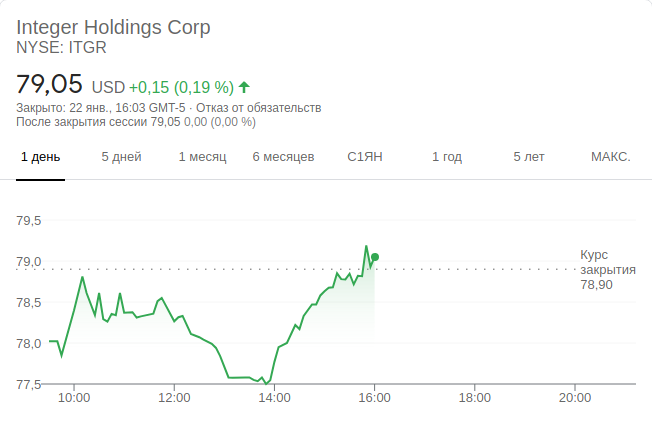 Integer Holdings Corp
NYSE: ITGR
79,05 USD +0,15 (0,19 %)
Закрыто: 22 янв., 16:03 GMT-5 · Отказ от обязательств
После закрытия сессии 79,05 0,00 (0,00 %)
1 день 5 дней 1 месяц 6 месяцев С1ЯН 1 год 5 лет МАКС.
79,5
79,0
78,5
78,0
77,5
Курс
закрытия
78,90
10:00 12:00 14:00 16:00 18:00 20:00